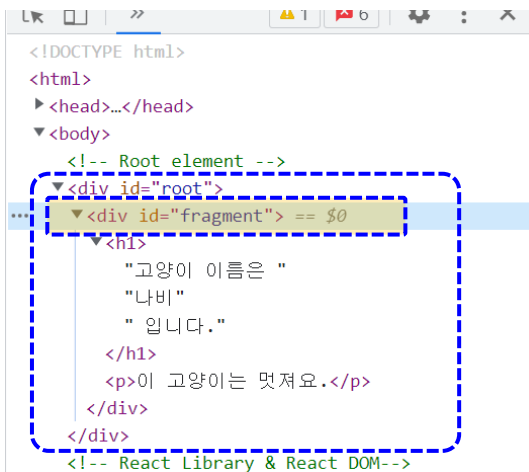 1 6
<!DOCTYPE html>
<html>
<head>…</head>
<body>
<!-- Root element -->
<div id="root">
<div id="fragment"> == $0
<h1>
"고양이 이름은 "
"나비"
" 입니다."
</h1>
<p>이 고양이는 멋져요.</p>
</div>
</div>
<!-- React Library & React DOM-->